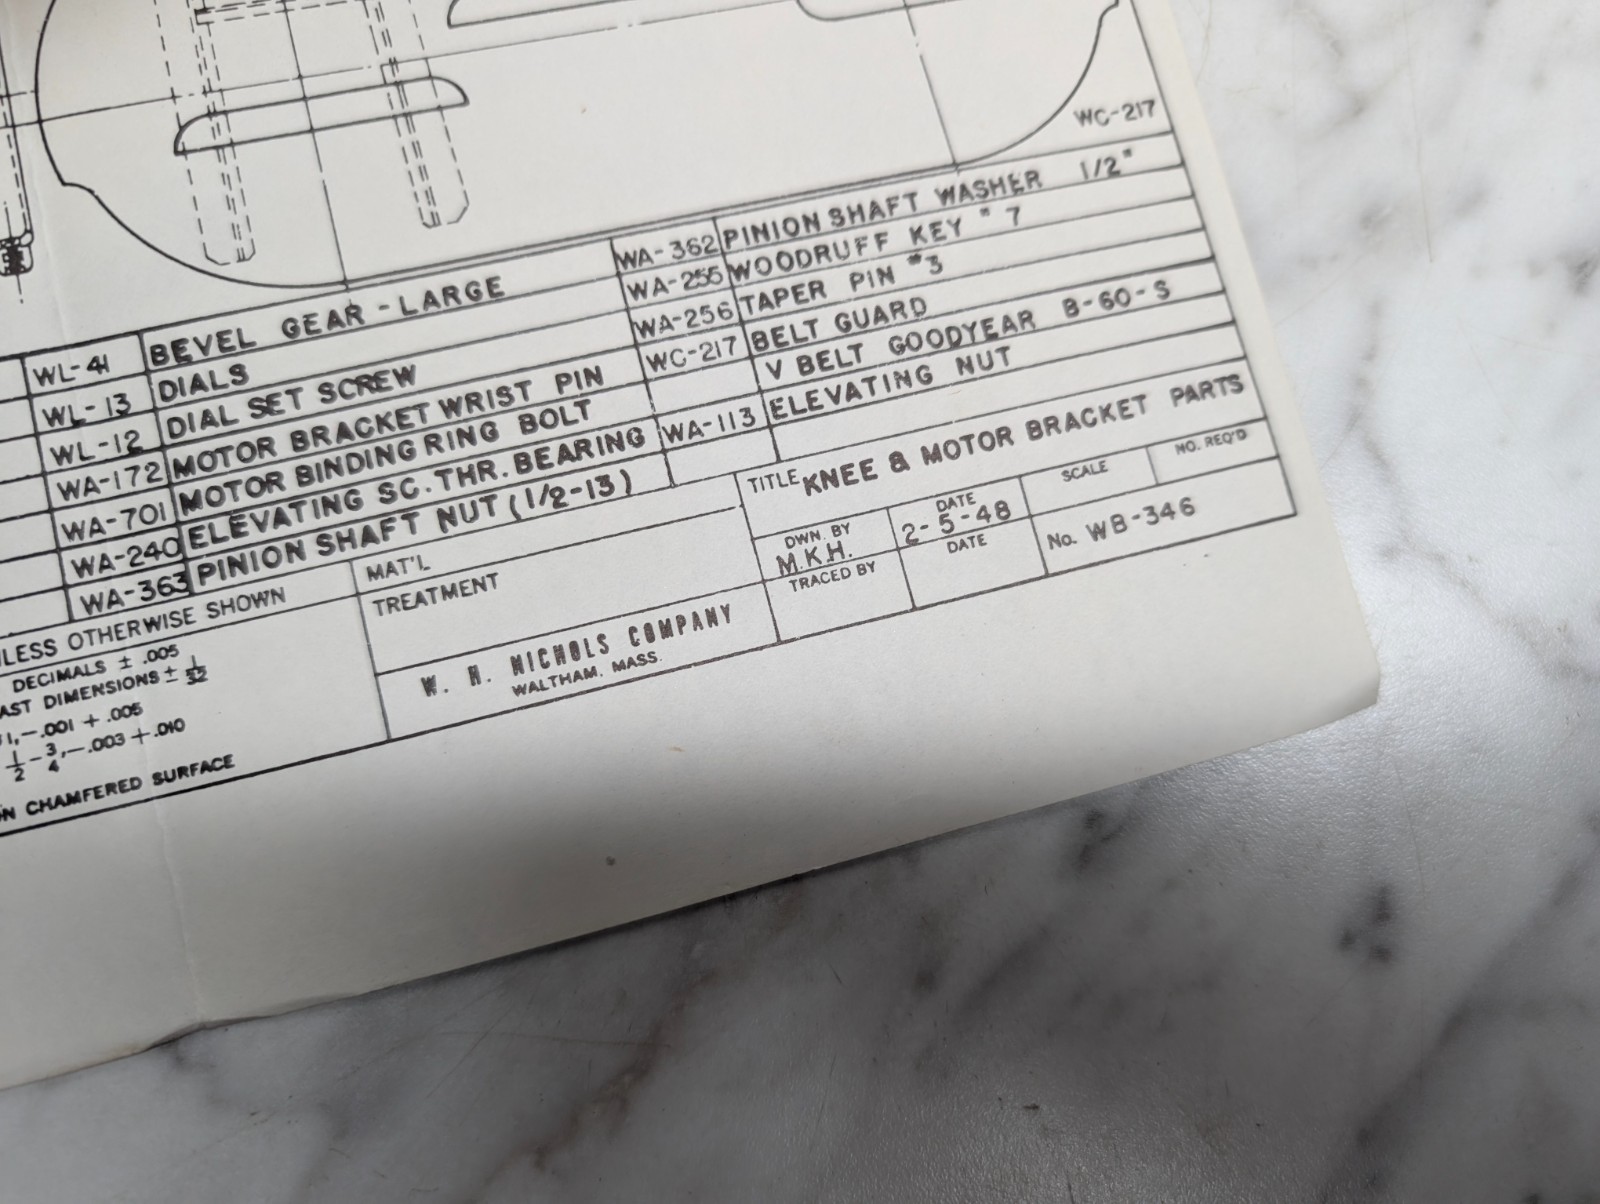 WC-217
WL-41 BEVEL GEAR - LARGE
WL-13 DIALS
WL-12 DIAL SET SCREW
WA-172 MOTOR BRACKET WRIST PIN
WA-701 MOTOR BINDING RING BOLT
WA-240 ELEVATING SC. THR. BEARING
WA-363 PINION SHAFT NUT (1/2-13)
WA-362 PINION SHAFT WASHER 1/2"
WA-255 WOODRUFF KEY # 7
WA-256 TAPER PIN #3
WC-217 BELT GUARD
V BELT GOODYEAR B-60-S
WA-113 ELEVATING NUT
TITLE KNEE & MOTOR BRACKET PARTS
DWN. BY M.K.H.
DATE 2-5-48
SCALE
NO. REQ'D
TRACED BY
DATE
No. WB-346
MAT'L
TREATMENT
W. H. NICHOLS COMPANY
WALTHAM, MASS.
OTHERWISE SHOWN
DECIMALS ± .005
DIMENSIONS ± 1/32
1, -.001 + .005
1/2 - 3/4, -.003 + .010
CHAMFERED SURFACE